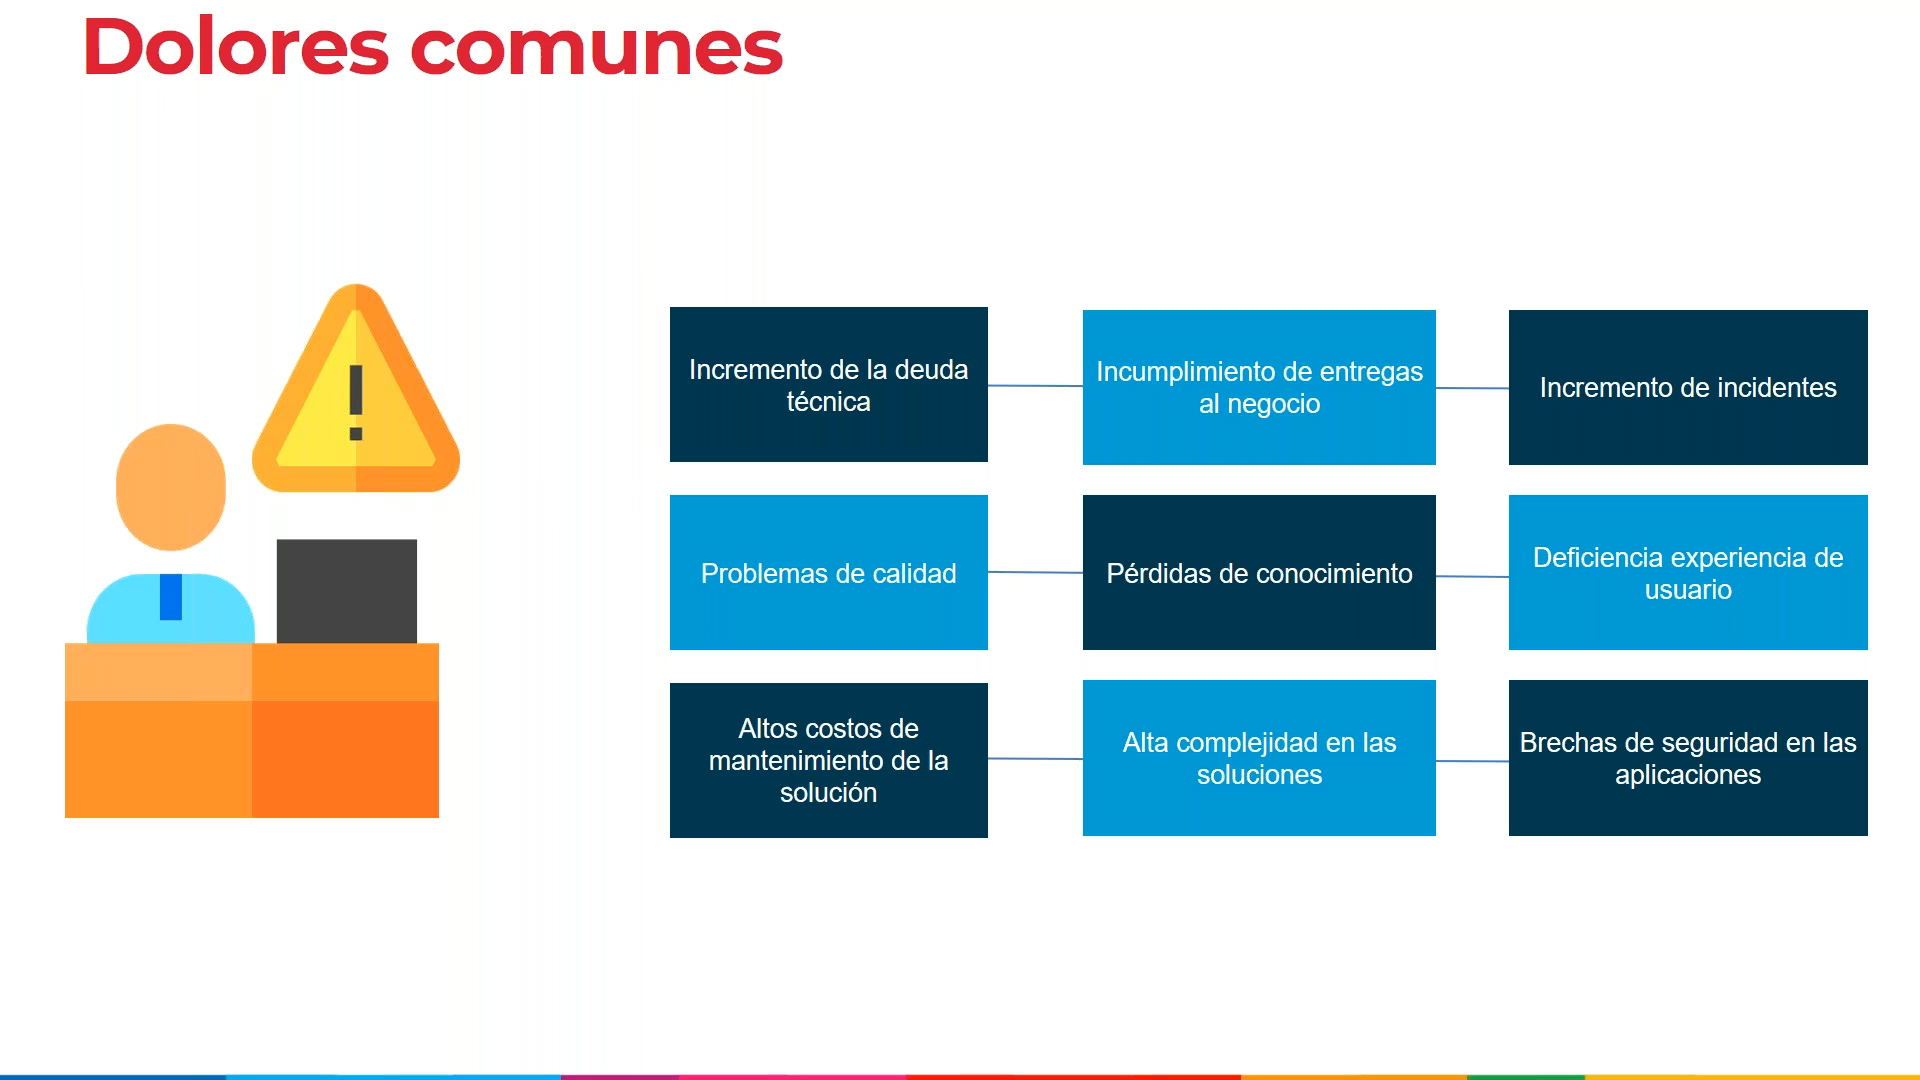 Dolores comunes
Incremento de la deuda
técnica
Incumplimiento de entregas
al negocio
Incremento de incidentes
Problemas de calidad
Pérdidas de conocimiento
Deficiencia experiencia de
usuario
Altos costos de
mantenimiento de la
solución
Alta complejidad en las
soluciones
Brechas de seguridad en las
aplicaciones